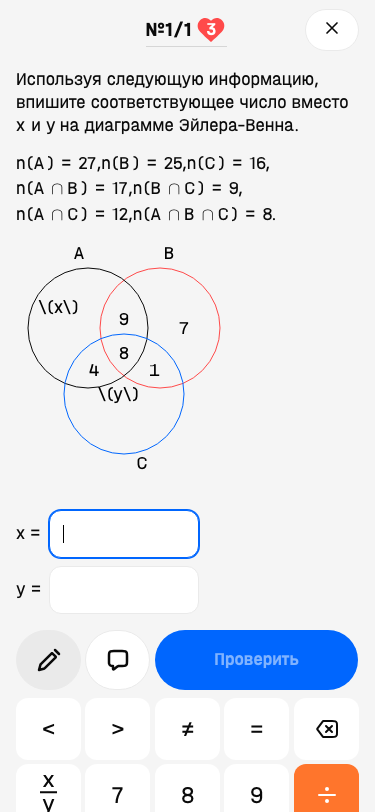 №1/1 3
Используя следующую информацию,
впишите соответствующее число вместо
x и y на диаграмме Эйлера-Венна.
n(A) = 27,n(B) = 25,n(C) = 16,
n(A ∩ B) = 17,n(B ∩ C) = 9,
n(A ∩ C) = 12,n(A ∩ B ∩ C) = 8.
A B
\(x\)
9 7
8
4 1
\(y\)
C
x =
y =
Проверить
< > ≠ =
x/y 7 8 9 ÷